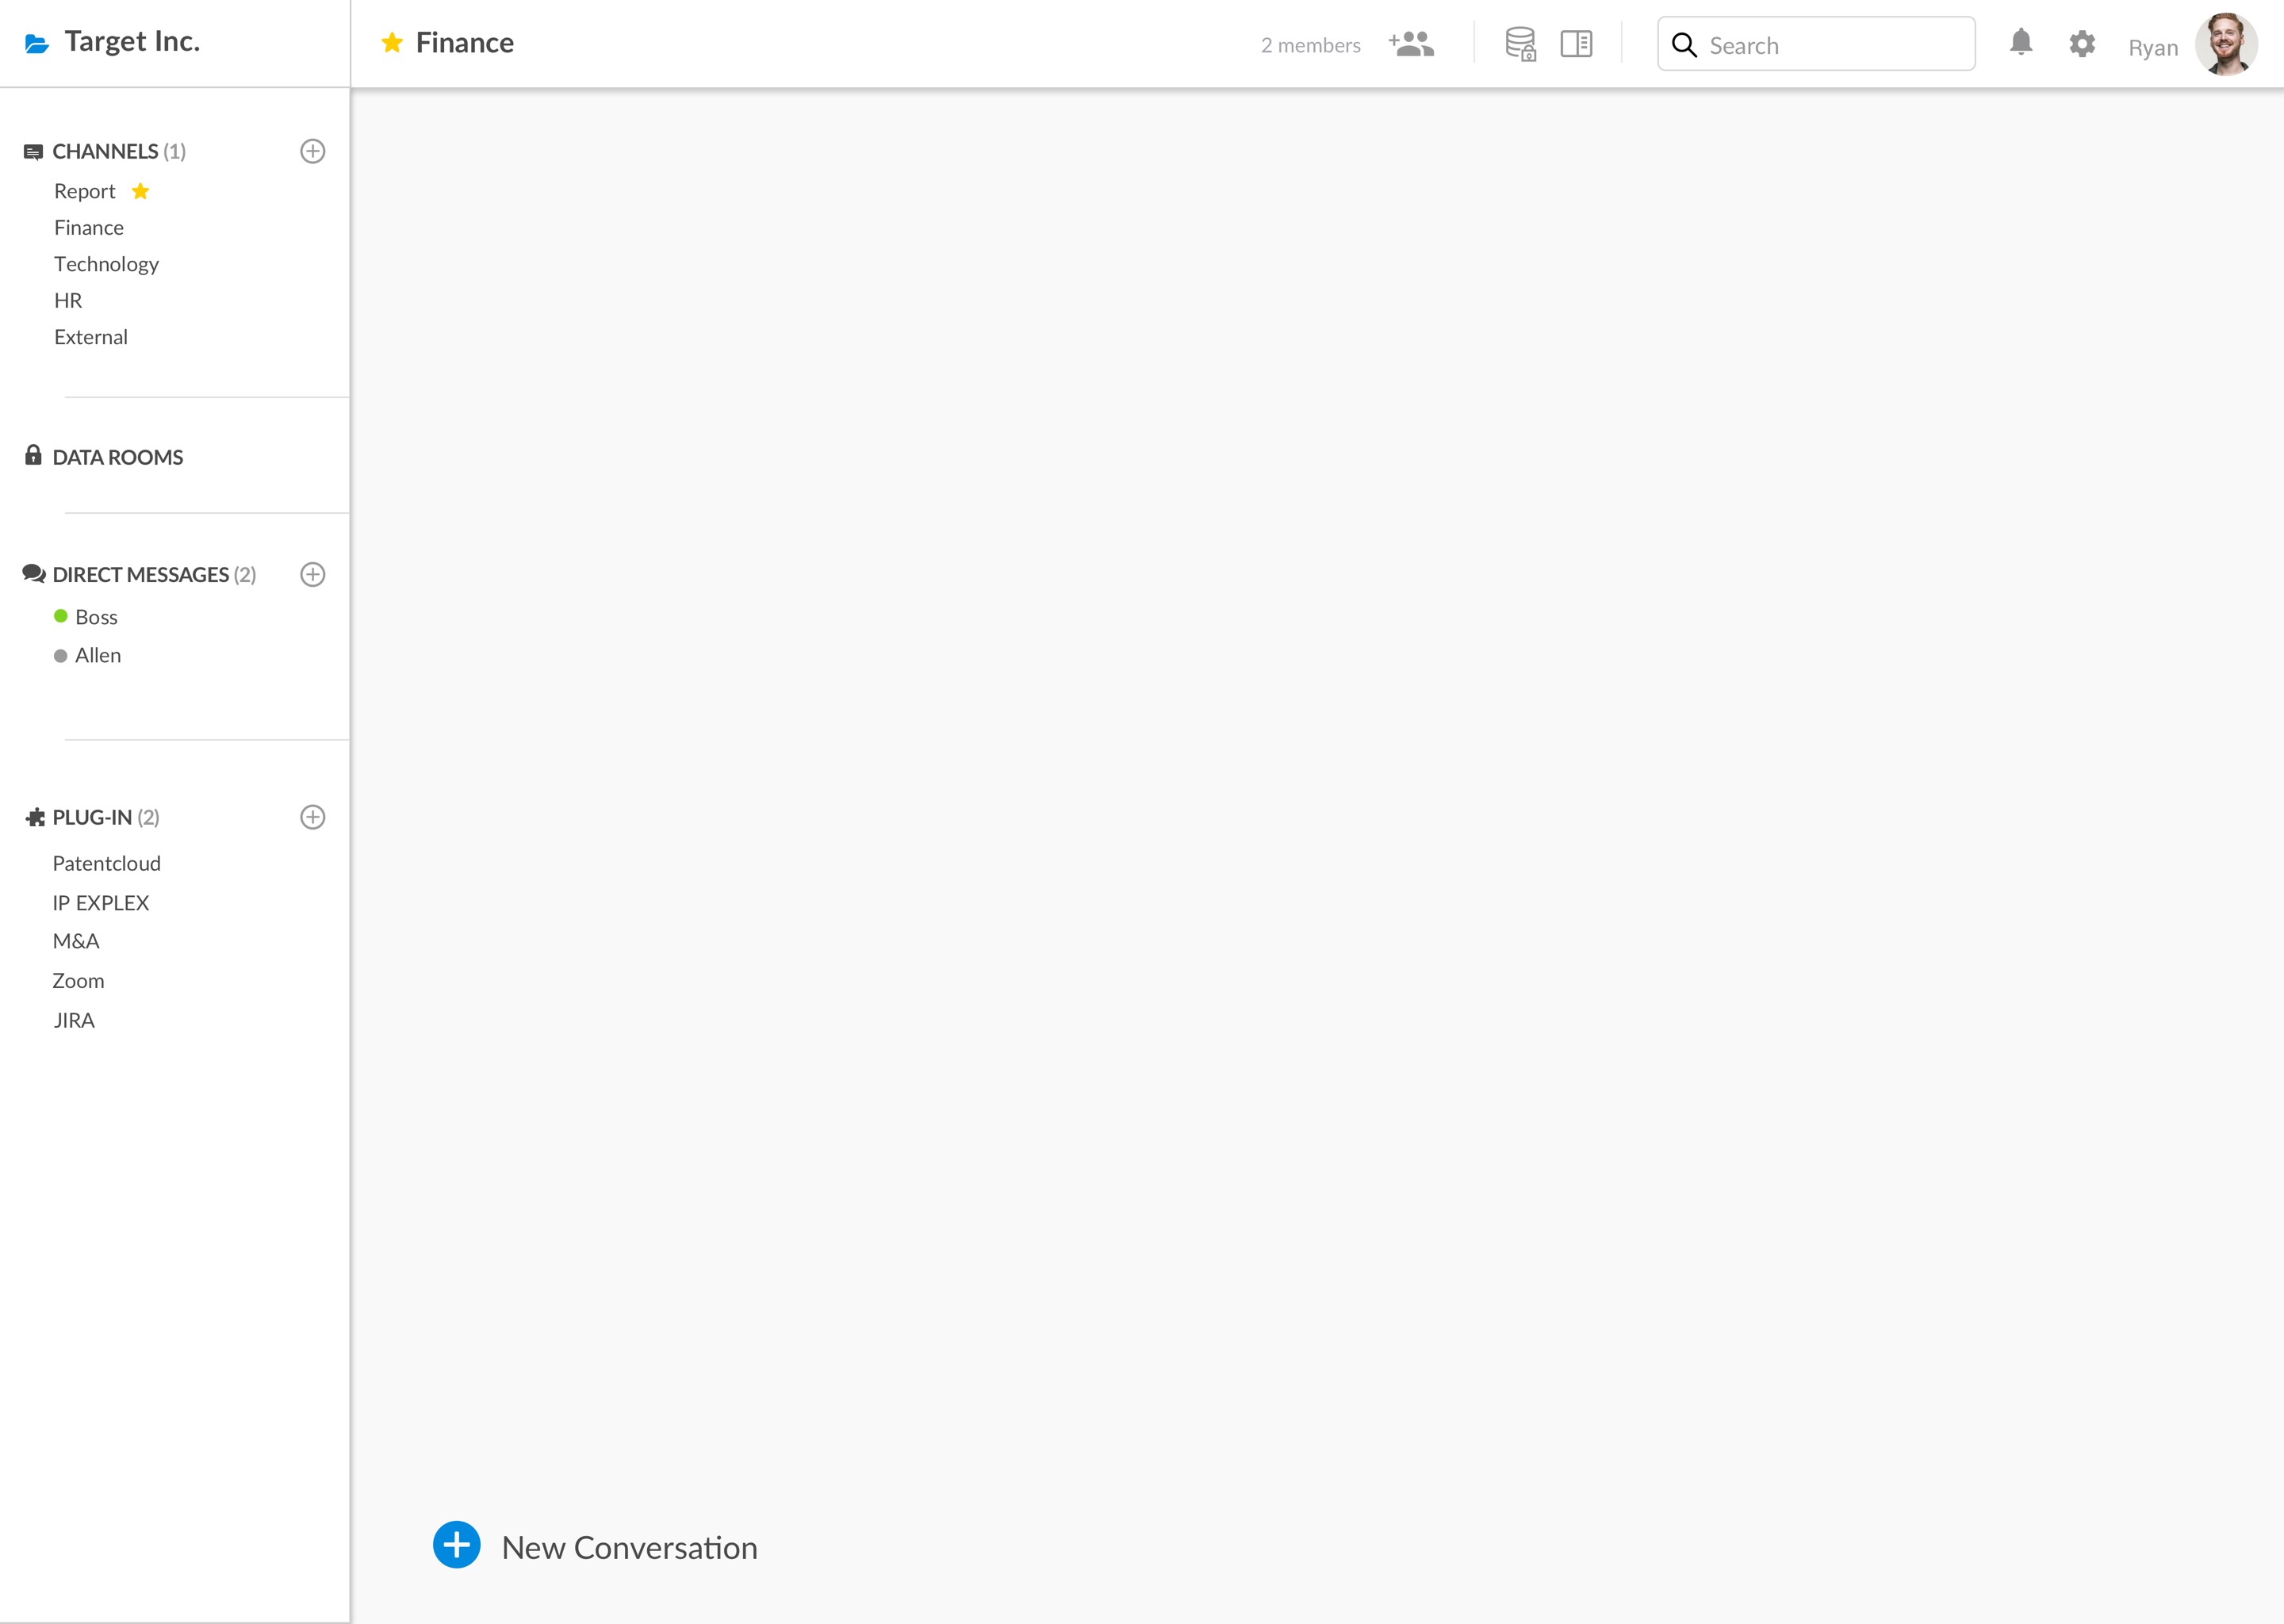 Target Inc.
Finance
2 members
Search
Ryan
CHANNELS (1)
Report
Finance
Technology
HR
External
DATA ROOMS
DIRECT MESSAGES (2)
Boss
Allen
PLUG-IN (2)
Patentcloud
IP EXPLEX
M&A
Zoom
JIRA
New Conversation